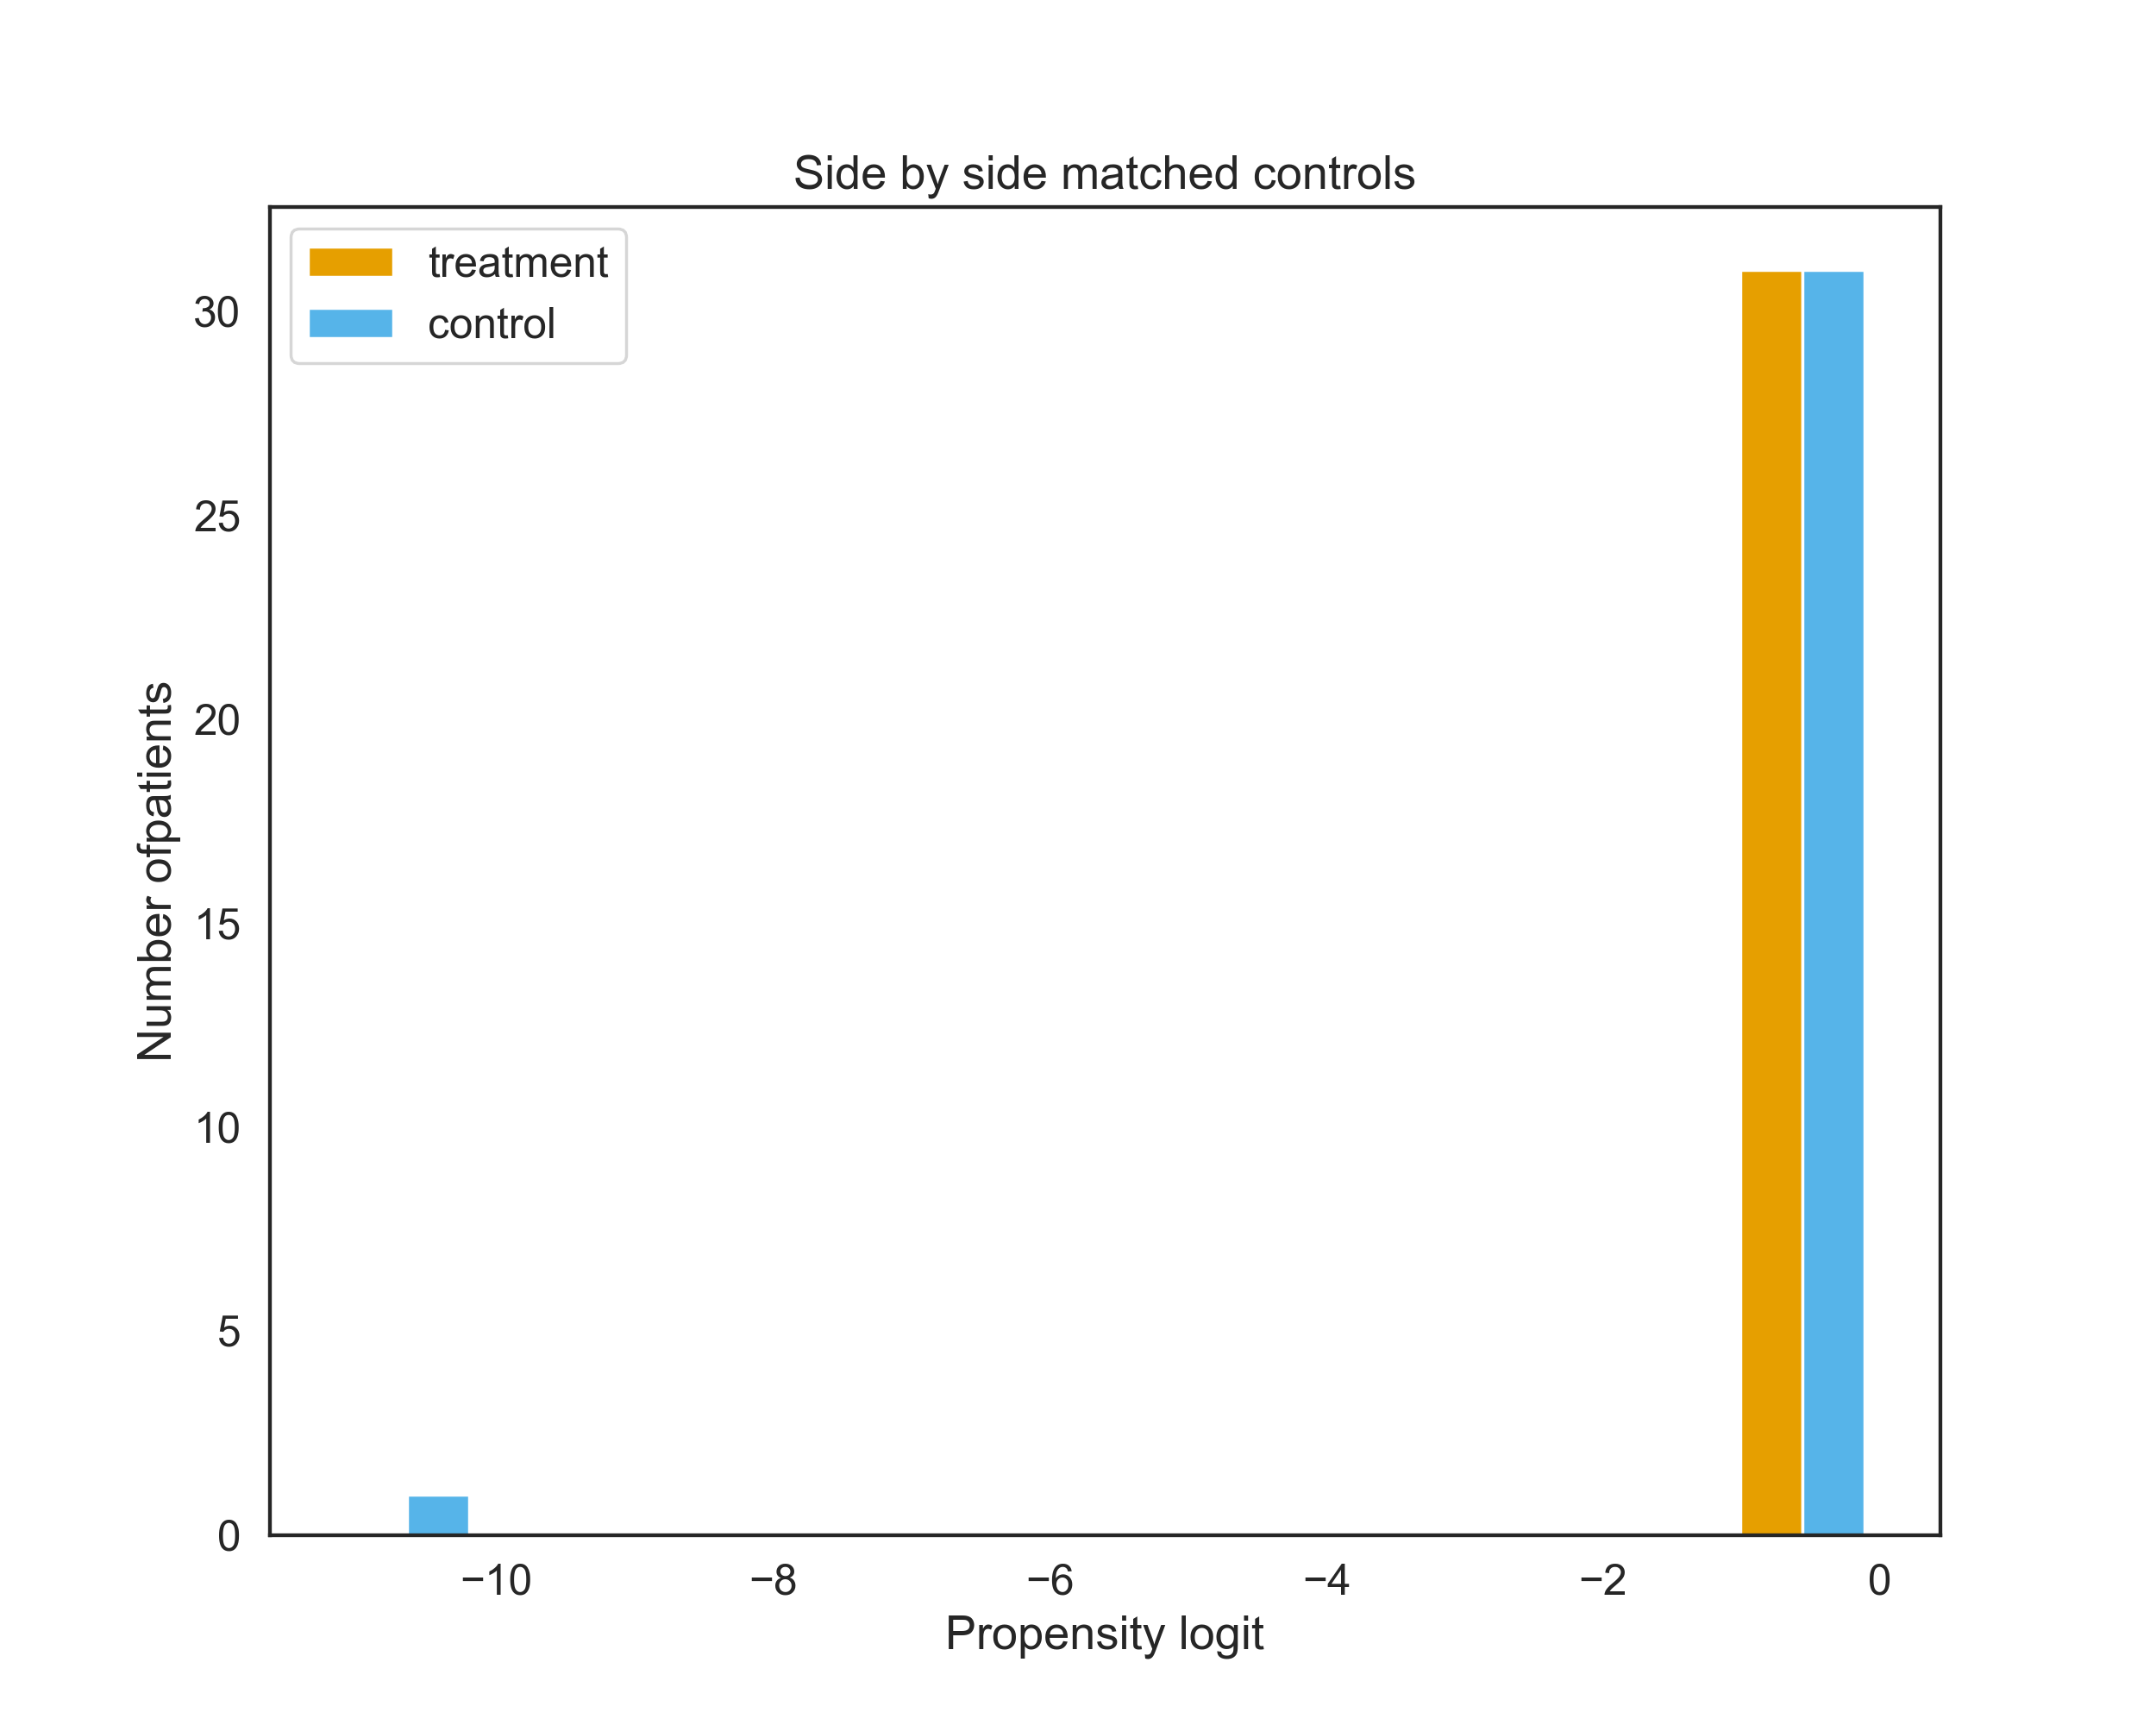 Side by side matched controls
treatment
control
30
25
20
15
10
5
0
Number ofpatients
−10 −8 −6 −4 −2 0
Propensity logit